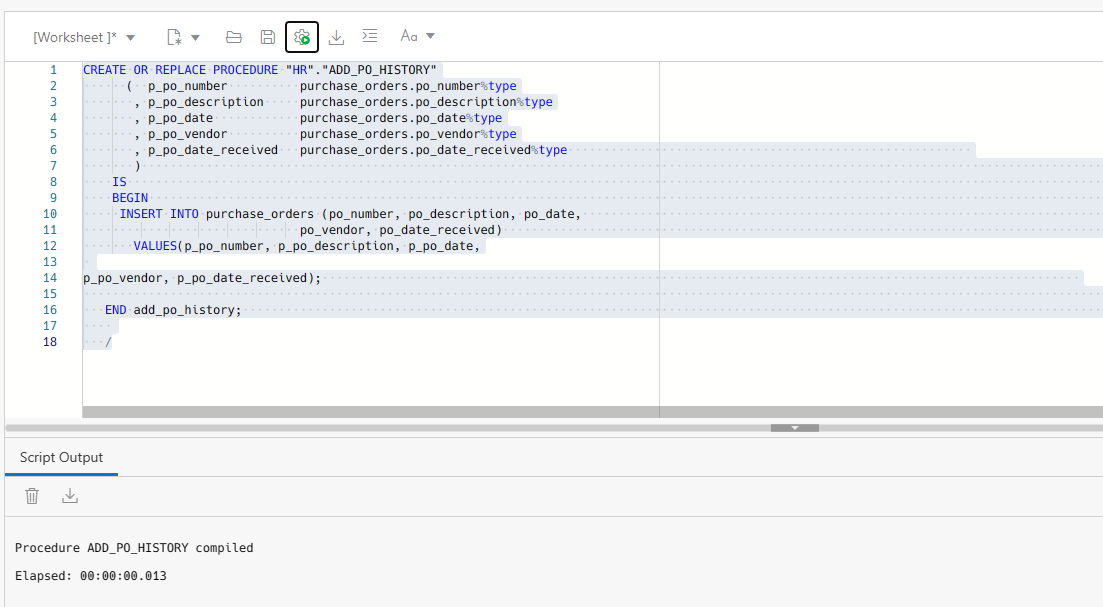 [Worksheet ]*
Aa
1 CREATE OR REPLACE PROCEDURE "HR"."ADD_PO_HISTORY"
2 ( p_po_number purchase_orders.po_number%type
3 , p_po_description purchase_orders.po_description%type
4 , p_po_date purchase_orders.po_date%type
5 , p_po_vendor purchase_orders.po_vendor%type
6 , p_po_date_received purchase_orders.po_date_received%type
7 )
8 IS
9 BEGIN
10 INSERT INTO purchase_orders (po_number, po_description, po_date,
11 po_vendor, po_date_received)
12 VALUES(p_po_number, p_po_description, p_po_date,
13
14 p_po_vendor, p_po_date_received);
15
16 END add_po_history;
17
18 /
Script Output
Procedure ADD_PO_HISTORY compiled
Elapsed: 00:00:00.013